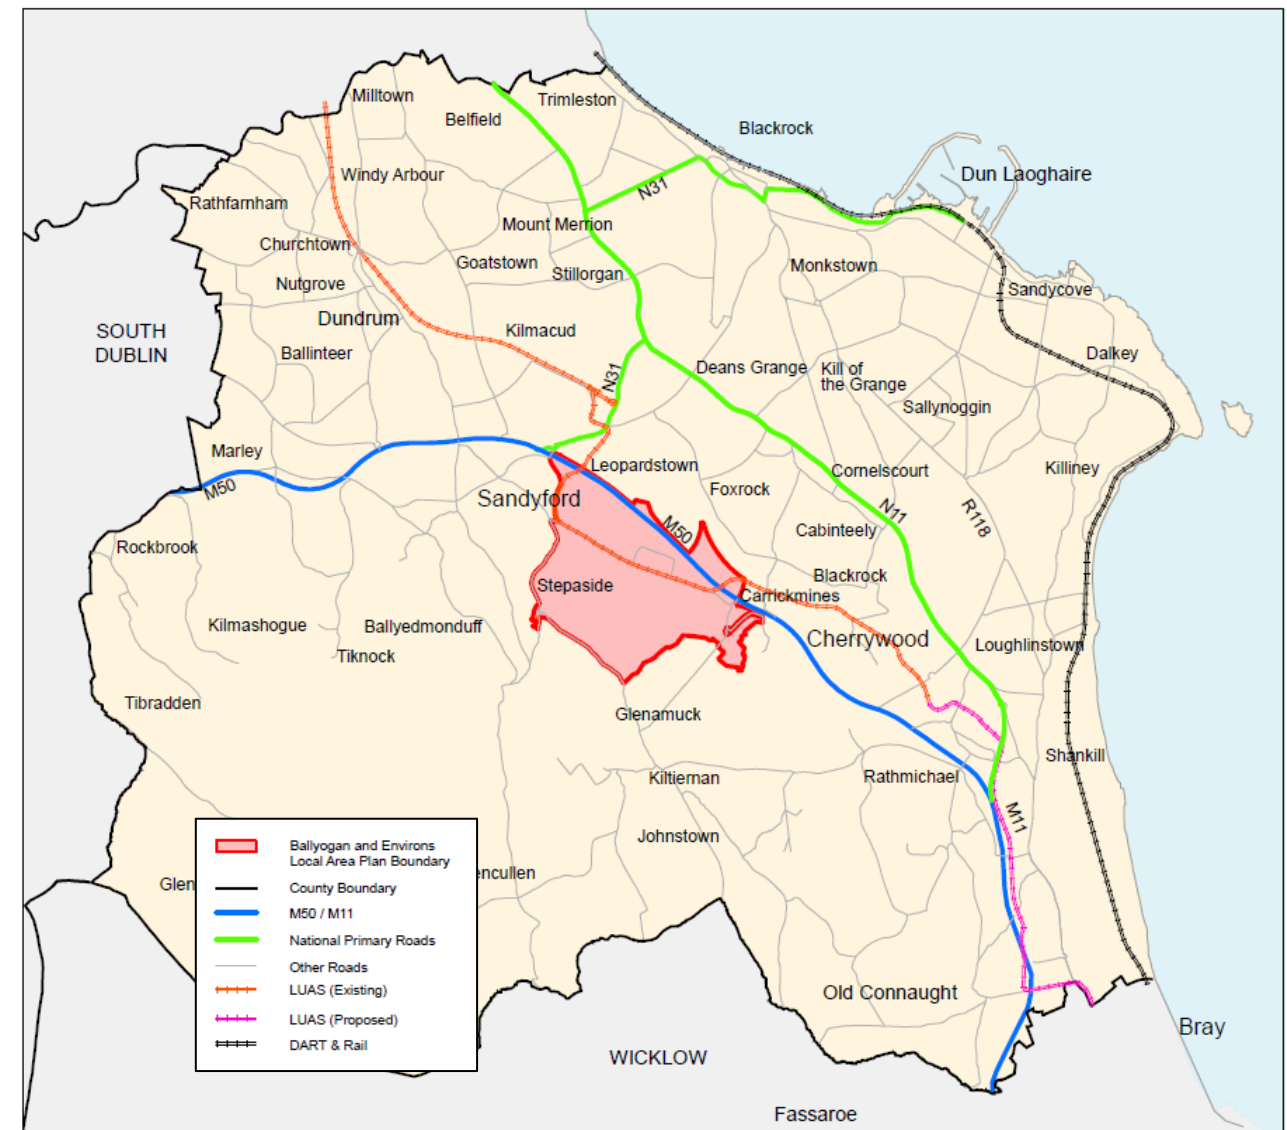 Milltown
Trimleston
Belfield
Blackrock
Windy Arbour
Dun Laoghaire
N31
Rathfarnham
Mount Merrion
Churchtown
Goatstown
Stillorgan
Monkstown
Nutgrove
Sandycove
Dundrum
SOUTH
DUBLIN
Kilmacud
Ballinteer
Dalkey
N31
Deans Grange
Kill of
the Grange
Sallynoggin
Marley
Leopardstown
Cornelscourt
Killiney
M50
Sandyford
Foxrock
N11
R118
M50
Cabinteely
Rockbrook
Blackrock
Stepaside
Carrickmines
Kilmashogue
Ballyedmonduff
Cherrywood
Loughlinstown
Tiknock
Tibradden
Glenamuck
Shankill
Kiltiernan
Rathmichael
M11
Johnstown
Glen
encullen
Ballyogan and Environs
Local Area Plan Boundary
County Boundary
M50 / M11
National Primary Roads
Other Roads
LUAS (Existing)
LUAS (Proposed)
DART & Rail
Old Connaught
Bray
WICKLOW
Fassaroe